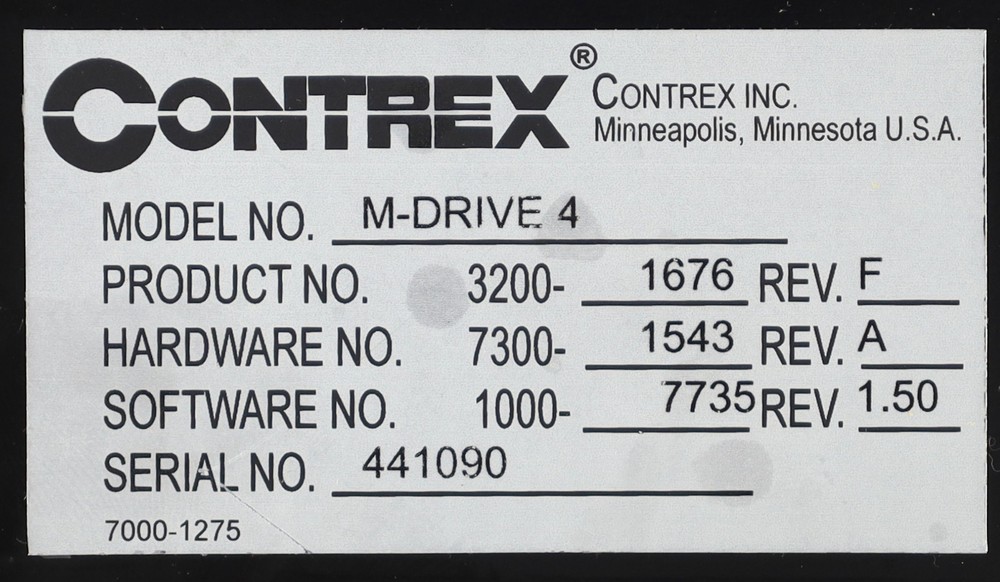 CONTREX®
CONTREX INC.
Minneapolis, Minnesota U.S.A.
MODEL NO. M-DRIVE 4
PRODUCT NO. 3200- 1676 REV. F
HARDWARE NO. 7300- 1543 REV. A
SOFTWARE NO. 1000- 7735 REV. 1.50
SERIAL NO. 441090
7000-1275